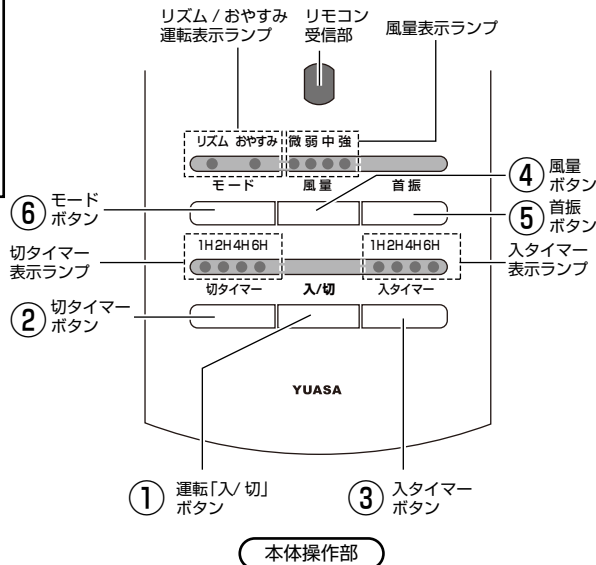 リズム / おやすみ
運転表示ランプ
リモコン
受信部
風量表示ランプ
リズム おやすみ 微 弱 中 強
モード 風量 首振
④ 風量
ボタン
⑤ 首振
ボタン
⑥ モード
ボタン
切タイマー
表示ランプ
1H 2H 4H 6H 1H 2H 4H 6H
入タイマー
表示ランプ
切タイマー 入/切 入タイマー
② 切タイマー
ボタン
YUASA
① 運転「入/ 切」
ボタン
③ 入タイマー
ボタン
本体操作部